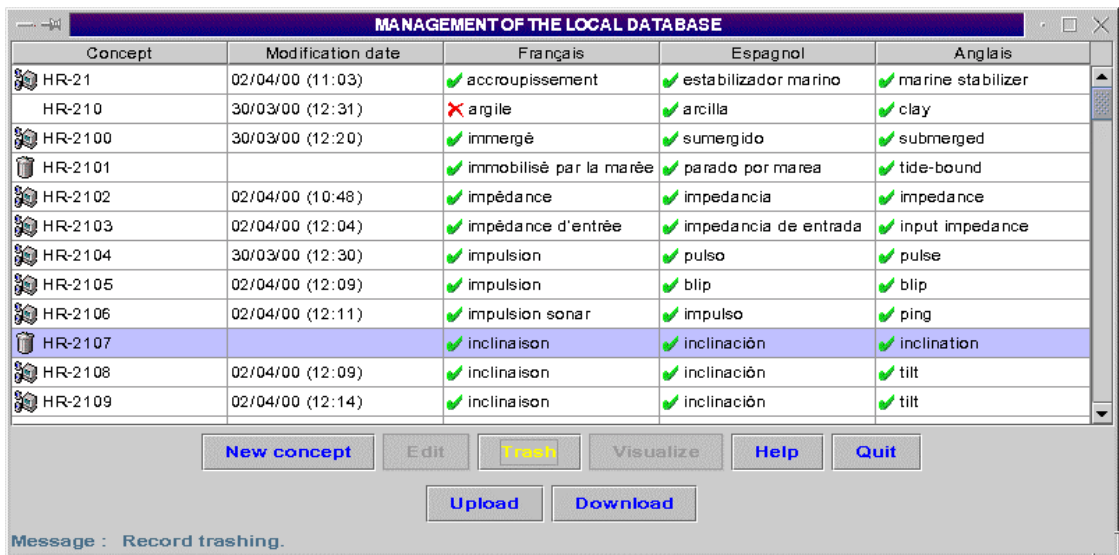 MANAGEMENT OF THE LOCAL DATABASE
Concept Modification date Français Espagnol Anglais
HR-21 02/04/00 (11:03) accroupissement estabilizador marino marine stabilizer
HR-210 30/03/00 (12:31) argile arcilla clay
HR-2100 30/03/00 (12:20) immergé sumergido submerged
HR-2101 immobilisé par la marée parado por marea tide-bound
HR-2102 02/04/00 (10:48) impédance impedancia impedance
HR-2103 02/04/00 (12:04) impédance d'entrée impedancia de entrada input impedance
HR-2104 30/03/00 (12:30) impulsion pulso pulse
HR-2105 02/04/00 (12:09) impulsion blip blip
HR-2106 02/04/00 (12:11) impulsion sonar impulso ping
HR-2107 inclinaison inclinación inclination
HR-2108 02/04/00 (12:09) inclinaison inclinación tilt
HR-2109 02/04/00 (12:14) inclinaison inclinación tilt
New concept Edit Trash Visualize Help Quit
Upload Download
Message : Record trashing.